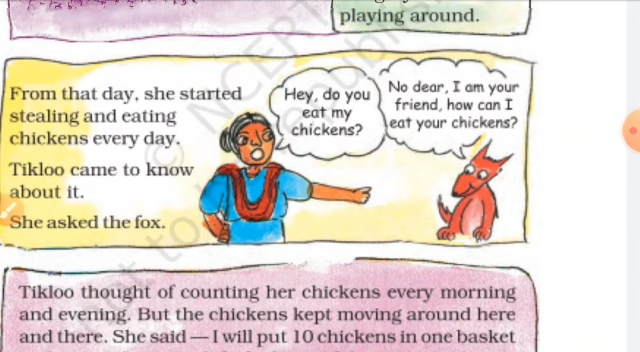 playing around.
From that day, she started
stealing and eating
chickens every day.
Tikloo came to know
about it.
She asked the fox.
Hey, do you
eat my
chickens?
No dear, I am your
friend, how can I
eat your chickens?
Tikloo thought of counting her chickens every morning
and evening. But the chickens kept moving around here
and there. She said — I will put 10 chickens in one basket